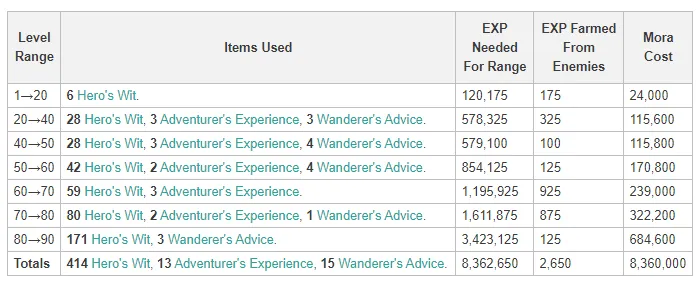 Level Range | Items Used | EXP Needed For Range | EXP Farmed From Enemies | Mora Cost
1→20 | 6 Hero's Wit. | 120,175 | 175 | 24,000
20→40 | 28 Hero's Wit, 3 Adventurer's Experience, 3 Wanderer's Advice. | 578,325 | 325 | 115,600
40→50 | 28 Hero's Wit, 3 Adventurer's Experience, 4 Wanderer's Advice. | 579,100 | 100 | 115,800
50→60 | 42 Hero's Wit, 2 Adventurer's Experience, 4 Wanderer's Advice. | 854,125 | 125 | 170,800
60→70 | 59 Hero's Wit, 3 Adventurer's Experience. | 1,195,925 | 925 | 239,000
70→80 | 80 Hero's Wit, 2 Adventurer's Experience, 1 Wanderer's Advice. | 1,611,875 | 875 | 322,200
80→90 | 171 Hero's Wit, 3 Wanderer's Advice. | 3,423,125 | 125 | 684,600
Totals | 414 Hero's Wit, 13 Adventurer's Experience, 15 Wanderer's Advice. | 8,362,650 | 2,650 | 8,360,000